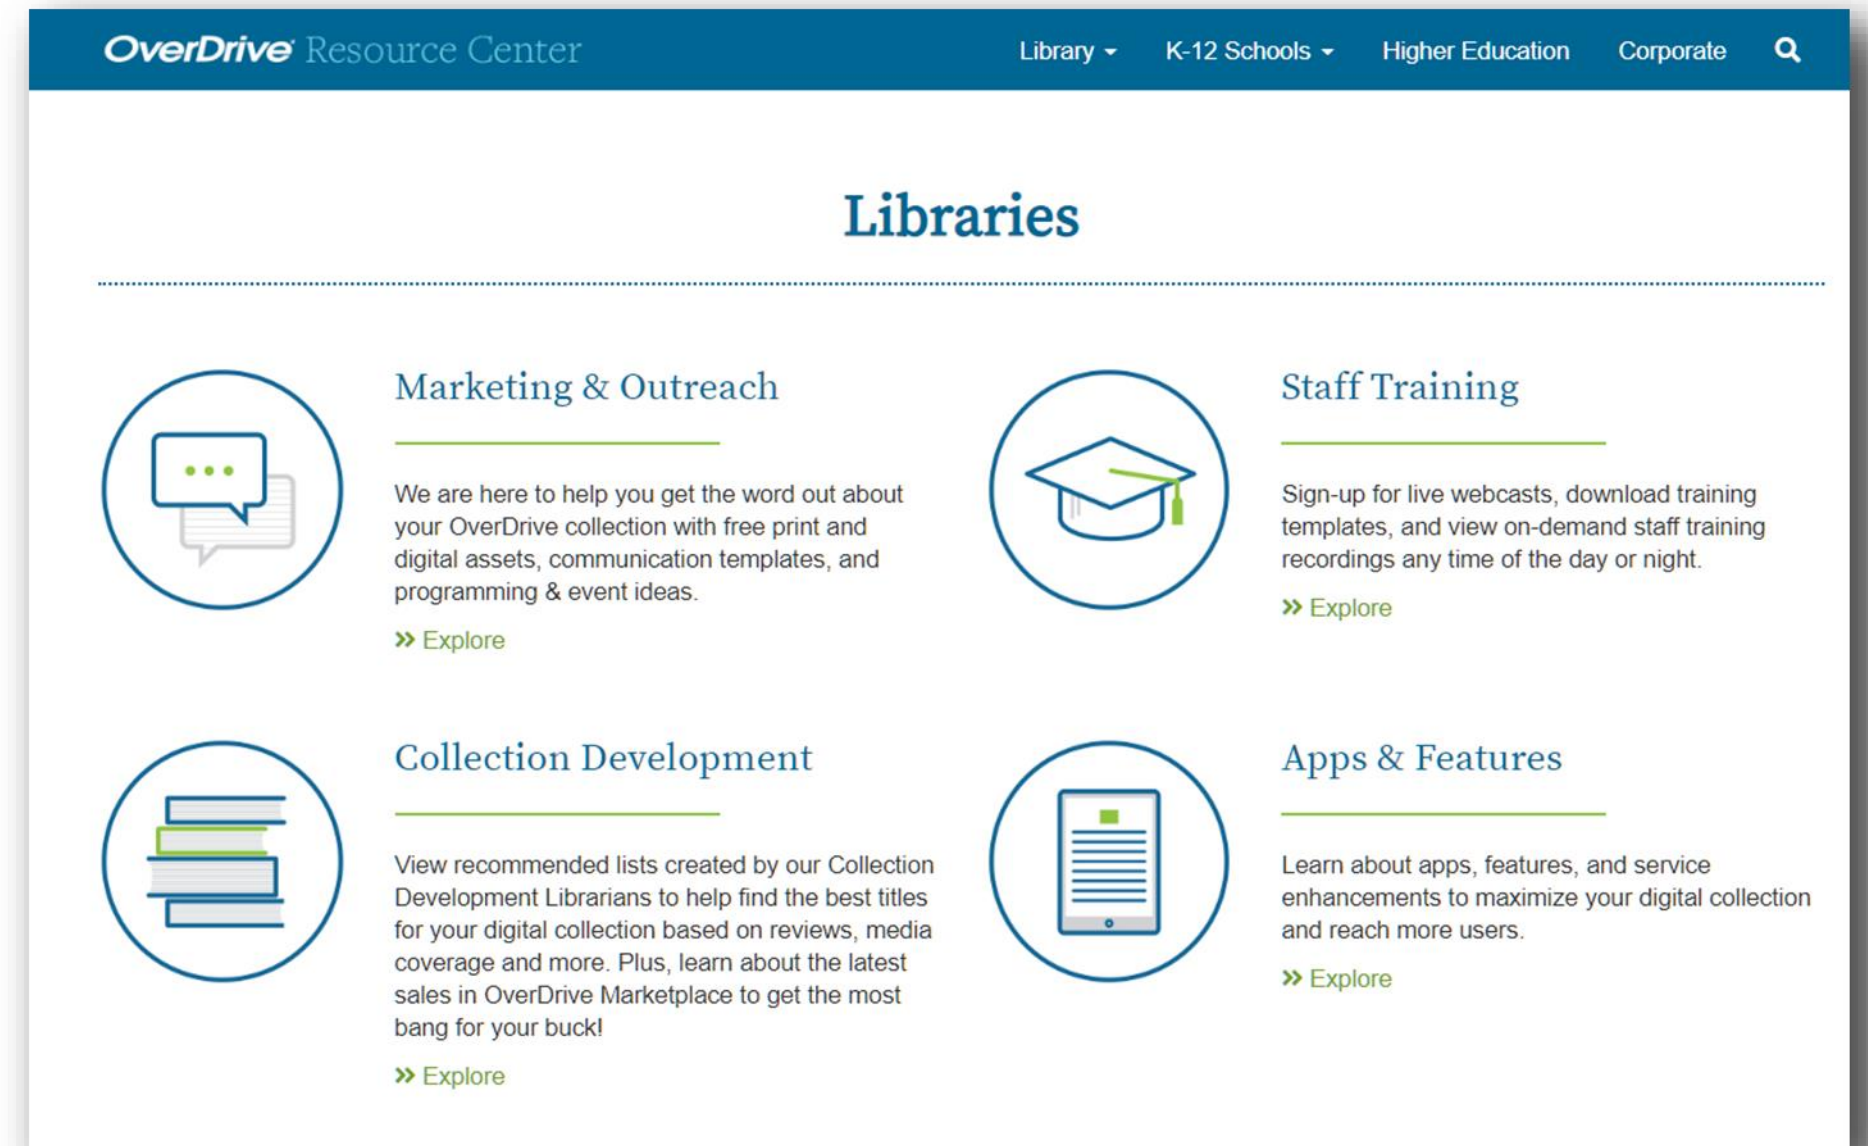 OverDrive Resource Center
Library
K-12 Schools
Higher Education
Corporate
Libraries
Marketing & Outreach
We are here to help you get the word out about
your OverDrive collection with free print and
digital assets, communication templates, and
programming & event ideas.
» Explore
Staff Training
Sign-up for live webcasts, download training
templates, and view on-demand staff training
recordings any time of the day or night.
» Explore
Collection Development
View recommended lists created by our Collection
Development Librarians to help find the best titles
for your digital collection based on reviews, media
coverage and more. Plus, learn about the latest
sales in OverDrive Marketplace to get the most
bang for your buck!
» Explore
Apps & Features
Learn about apps, features, and service
enhancements to maximize your digital collection
and reach more users.
» Explore